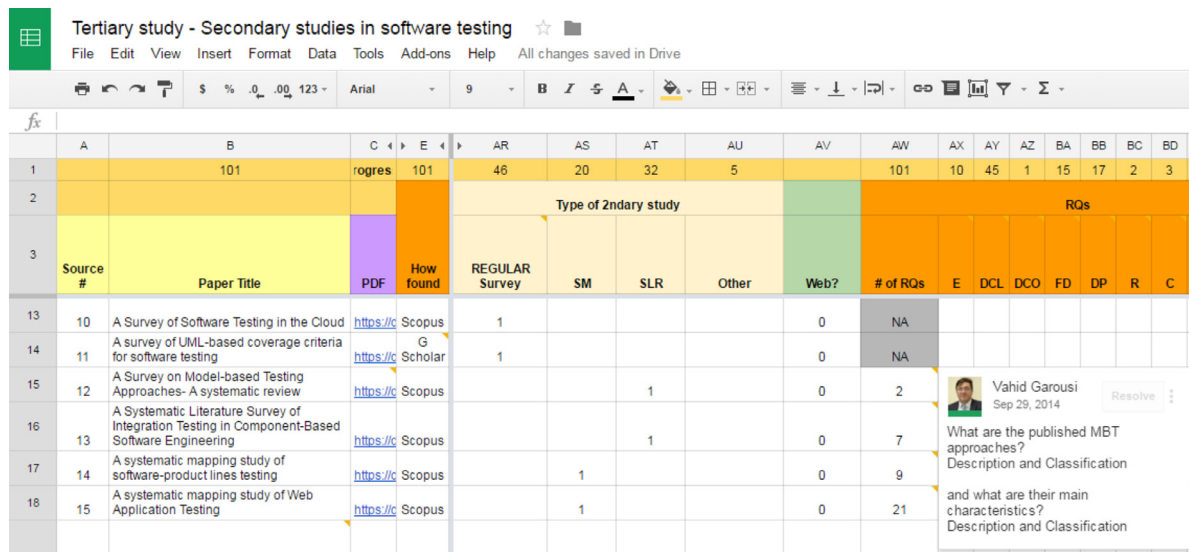 Tertiary study - Secondary studies in software testing
File Edit View Insert Format Data Tools Add-ons Help All changes saved in Drive
$ % .0 .00 123 Arial 9 B I S A Σ
fx
A B C E AR AS AT AU AV AW AX AY AZ BA BB BC BD
1 101 rogres 101 46 20 32 5 101 10 45 1 15 17 2 3
2 Type of 2ndary study RQs
3 Source # Paper Title PDF How found REGULAR Survey SM SLR Other Web? # of RQs E DCL DCO FD DP R C
13 10 A Survey of Software Testing in the Cloud https://c Scopus 1 0 NA
14 11 A survey of UML-based coverage criteria for software testing https://c G Scholar 1 0 NA
15 12 A Survey on Model-based Testing Approaches- A systematic review https://c Scopus 1 0 2
16 13 A Systematic Literature Survey of Integration Testing in Component-Based Software Engineering https://c Scopus 1 0 7
17 14 A systematic mapping study of software-product lines testing https://c Scopus 1 0 9
18 15 A systematic mapping study of Web Application Testing https://c Scopus 1 0 21
Vahid Garousi
Resolve
Sep 29, 2014
What are the published MBT
approaches?
Description and Classification
and what are their main
characteristics?
Description and Classification